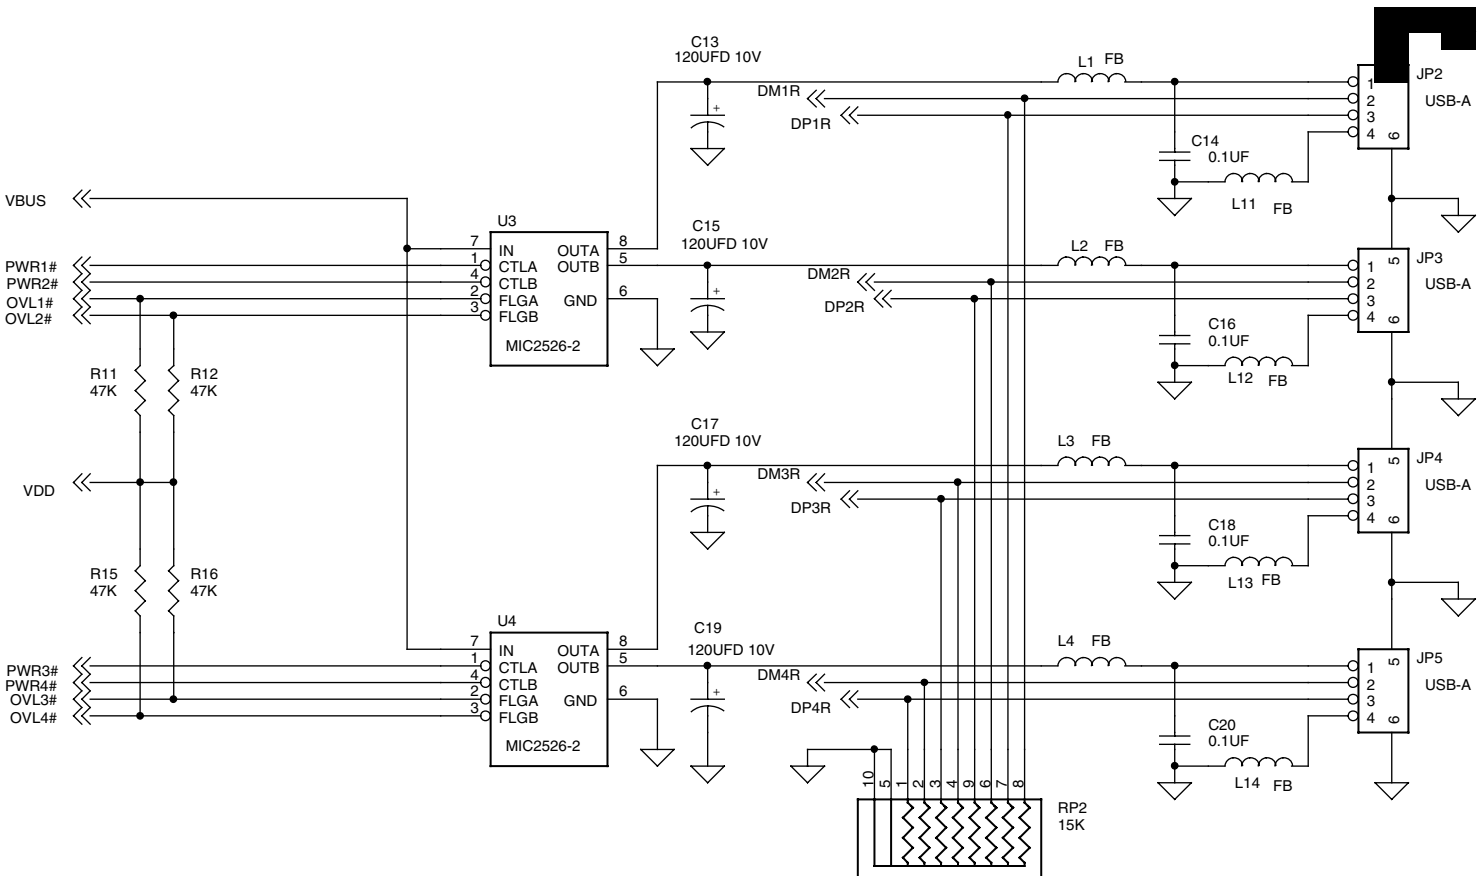 C13
120UFD 10V
L1 FB
JP2
USB-A
DM1R
DP1R
1
2
3
4
6
C14
0.1UF
L11 FB
VBUS
U3
C15
120UFD 10V
L2 FB
JP3
USB-A
7 IN OUTA 8
PWR1# 1 CTLA OUTB 5
PWR2# 4 CTLB
OVL1# 2 FLGA GND 6
OVL2# 3 FLGB
MIC2526-2
DM2R
DP2R
1 5
2
3
4 6
C16
0.1UF
L12 FB
R11
47K
R12
47K
C17
120UFD 10V
L3 FB
JP4
USB-A
DM3R
DP3R
1 5
2
3
4 6
VDD
C18
0.1UF
L13 FB
R15
47K
R16
47K
U4
C19
120UFD 10V
L4 FB
JP5
USB-A
7 IN OUTA 8
PWR3# 1 CTLA OUTB 5
PWR4# 4 CTLB
OVL3# 2 FLGA GND 6
OVL4# 3 FLGB
MIC2526-2
DM4R
DP4R
1 5
2
3
4 6
C20
0.1UF
L14 FB
10 5 1 2 3 4 9 6 7 8
RP2
15K